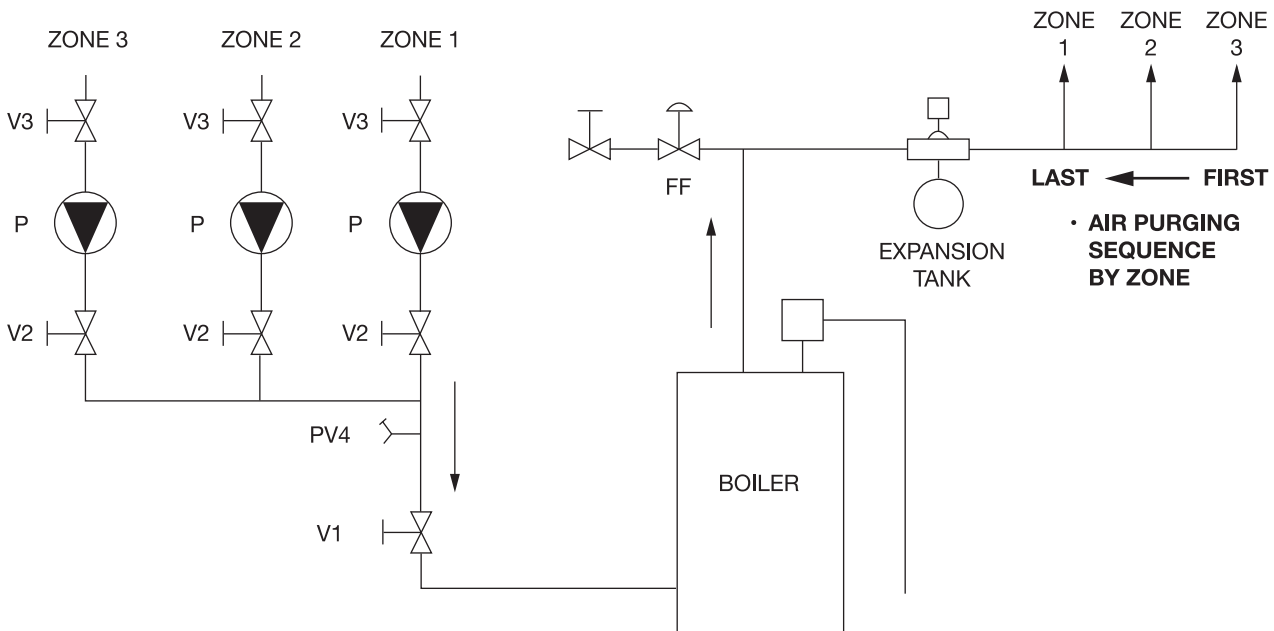 ZONE 3
ZONE 2
ZONE 1
ZONE
1
ZONE
2
ZONE
3
V3
V3
V3
FF
LAST
FIRST
P
P
P
EXPANSION
TANK
· AIR PURGING
SEQUENCE
BY ZONE
V2
V2
V2
PV4
BOILER
V1